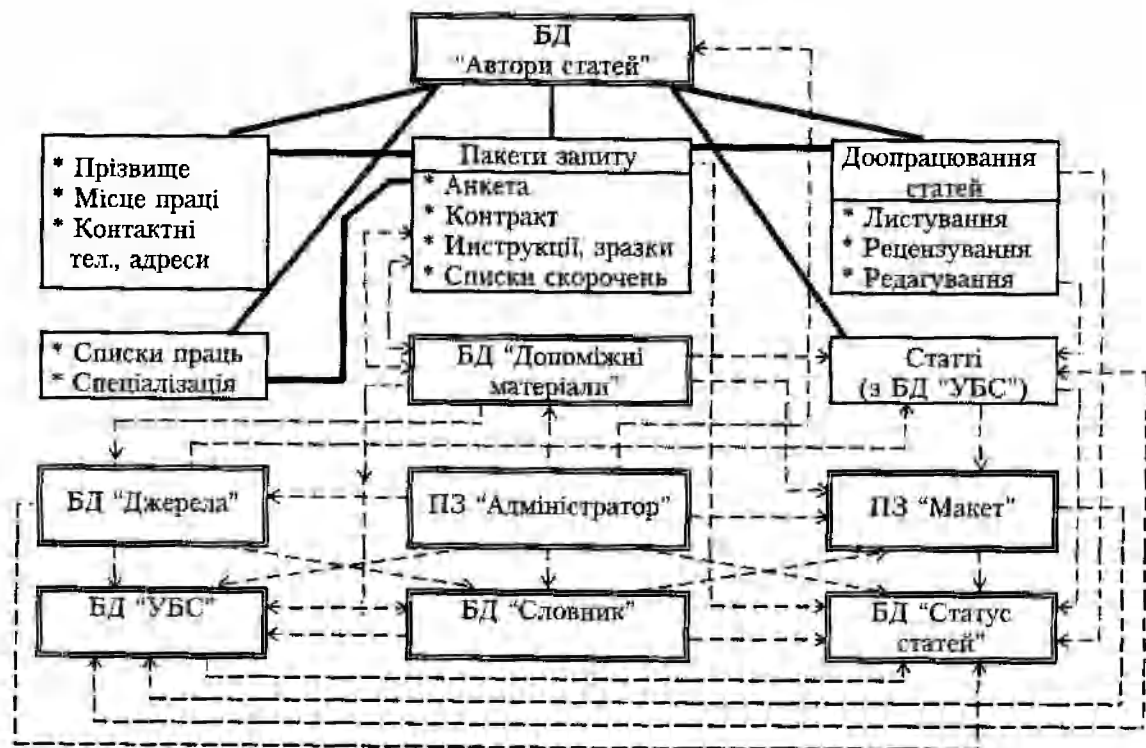 БД
"Автори статей"
* Прізвище
* Місце праці
* Контактні
тел., адреси
Пакети запиту
* Анкета
* Контракт
* Инструкції, зразки
* Списки скорочень
Доопрацювання
статей
* Листування
* Рецензування
* Редагування
* Списки праць
* Спеціалізація
БД "Допоміжні
матеріали"
Статті
(з БД "УБС")
БД "Джерела"
ПЗ "Адміністратор"
ПЗ "Макет"
БД "УБС"
БД "Словник"
БД "Статус
статей"